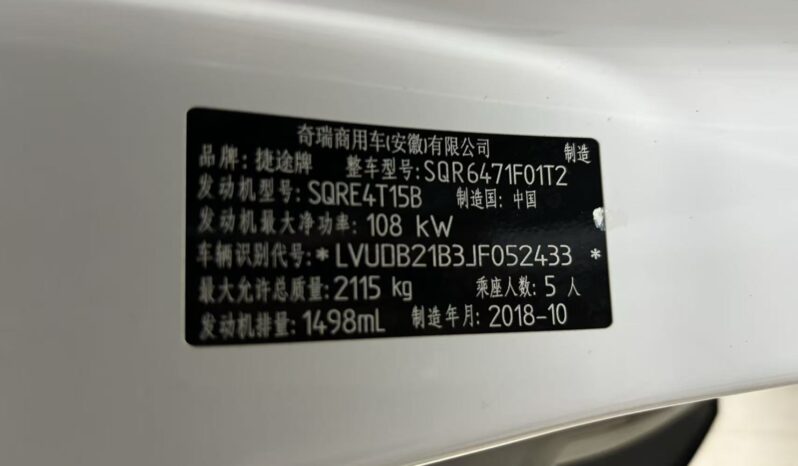 奇瑞商用车(安徽)有限公司 制造
品牌: 捷途牌 整车型号: SQR6471F01T2
发动机型号: SQRE4T15B 制造国: 中国
发动机最大净功率: 108 kW
车辆识别代号: *LVUDB21B3JF052433*
最大允许总质量: 2115 kg 乘座人数: 5 人
发动机排量: 1498mL 制造年月: 2018-10